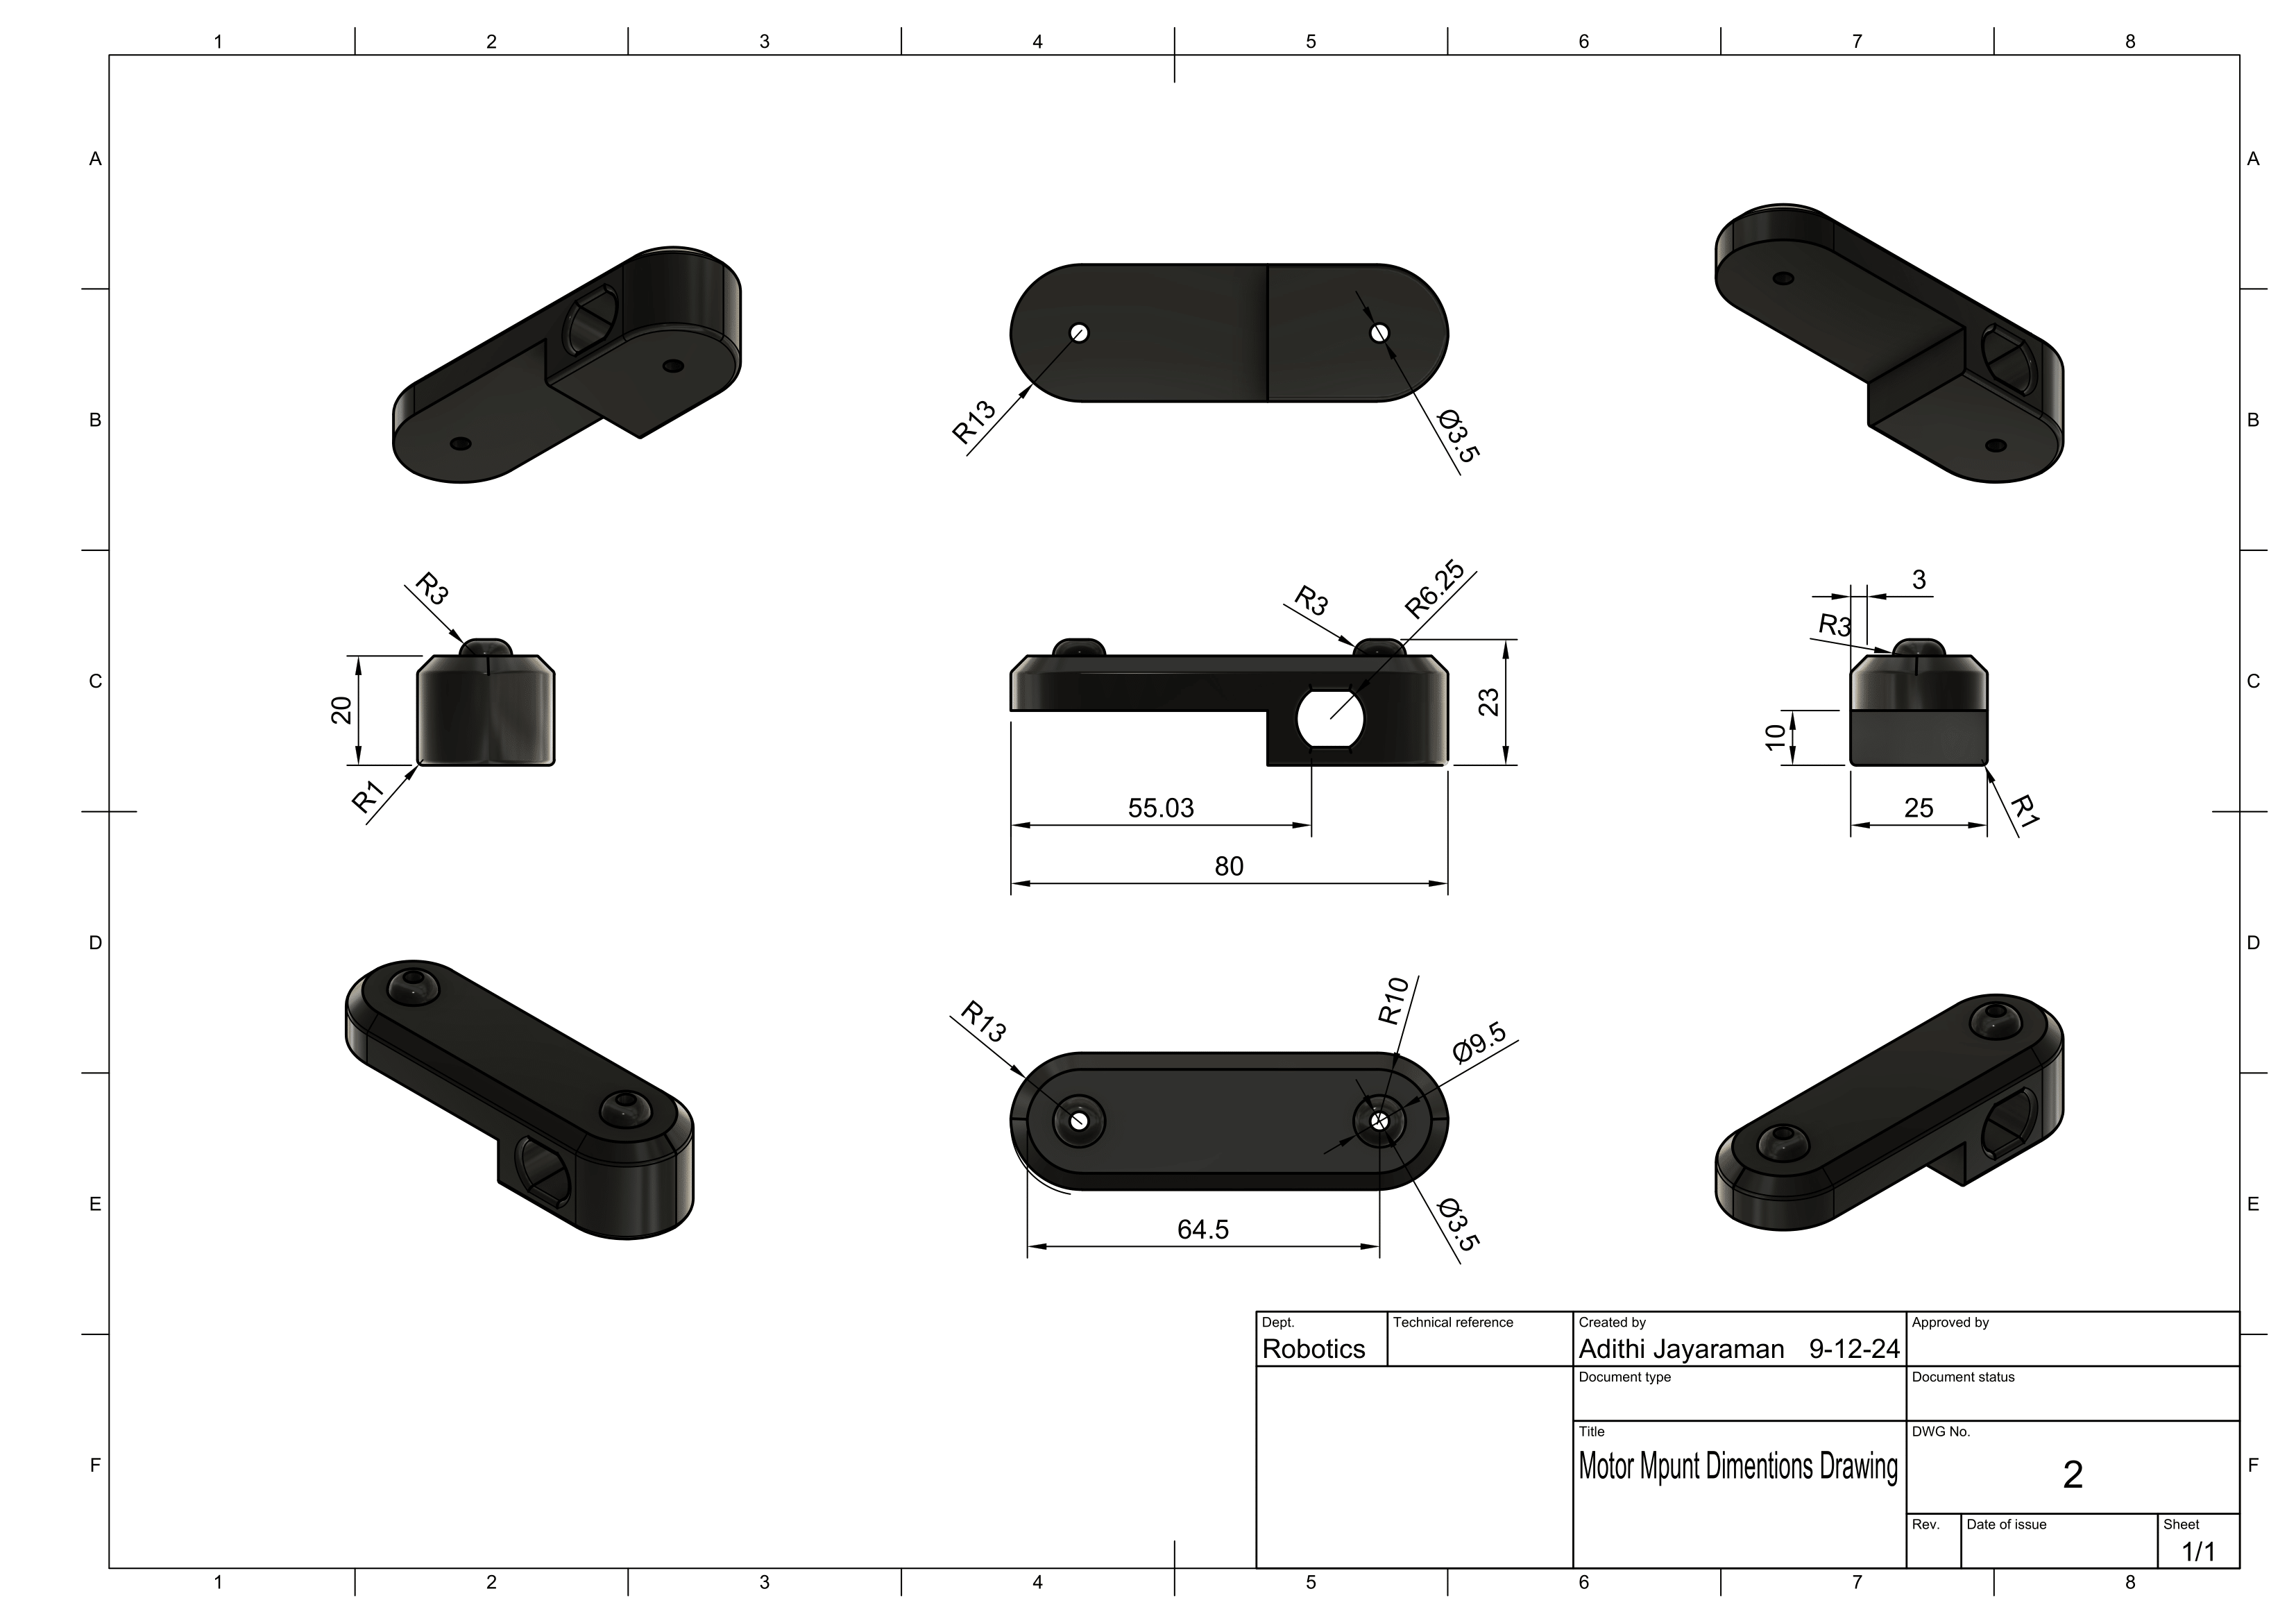 1 2 3 4 5 6 7 8
A A
B B
R13
Ø3.5
R3
R3
R6.25
3
R3
C C
20
23
10
R1
55.03
25
R1
80
D D
R13
R10
Ø9.5
E E
64.5
Ø3.5
Dept.
Robotics
Technical reference
Created by
Adithi Jayaraman 9-12-24
Approved by
Document type
Document status
Title
Motor Mpunt Dimentions Drawing
DWG No.
2
F F
Rev.
Date of issue
Sheet
1/1
1 2 3 4 5 6 7 8